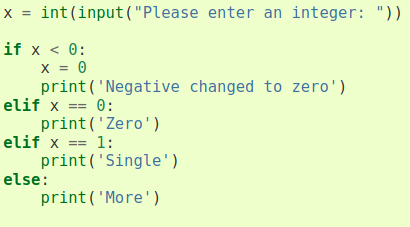 x = int(input("Please enter an integer: "))

if x < 0:
    x = 0
    print('Negative changed to zero')
elif x == 0:
    print('Zero')
elif x == 1:
    print('Single')
else:
    print('More')